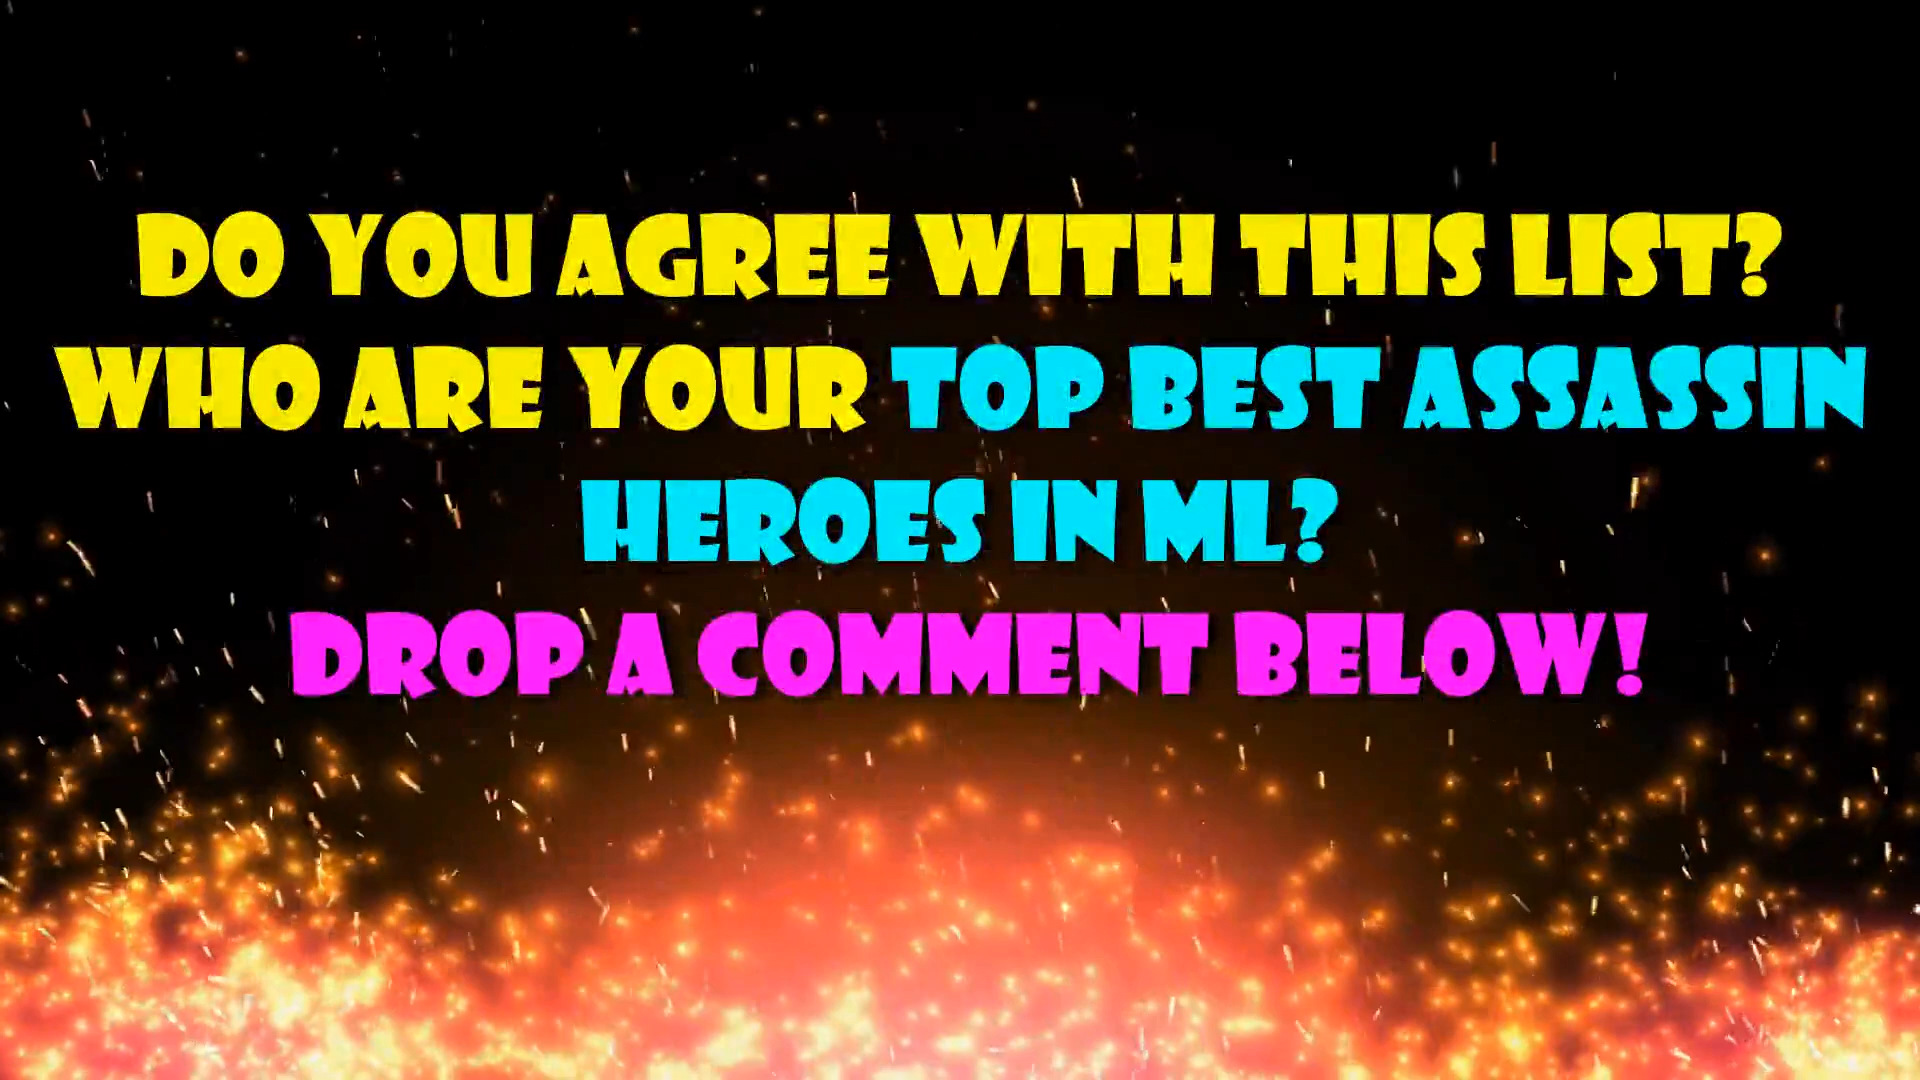 DO YOU AGREE WITH THIS LIST?
WHO ARE YOUR TOP BEST ASSASSIN
HEROES IN ML?
DROP A COMMENT BELOW!